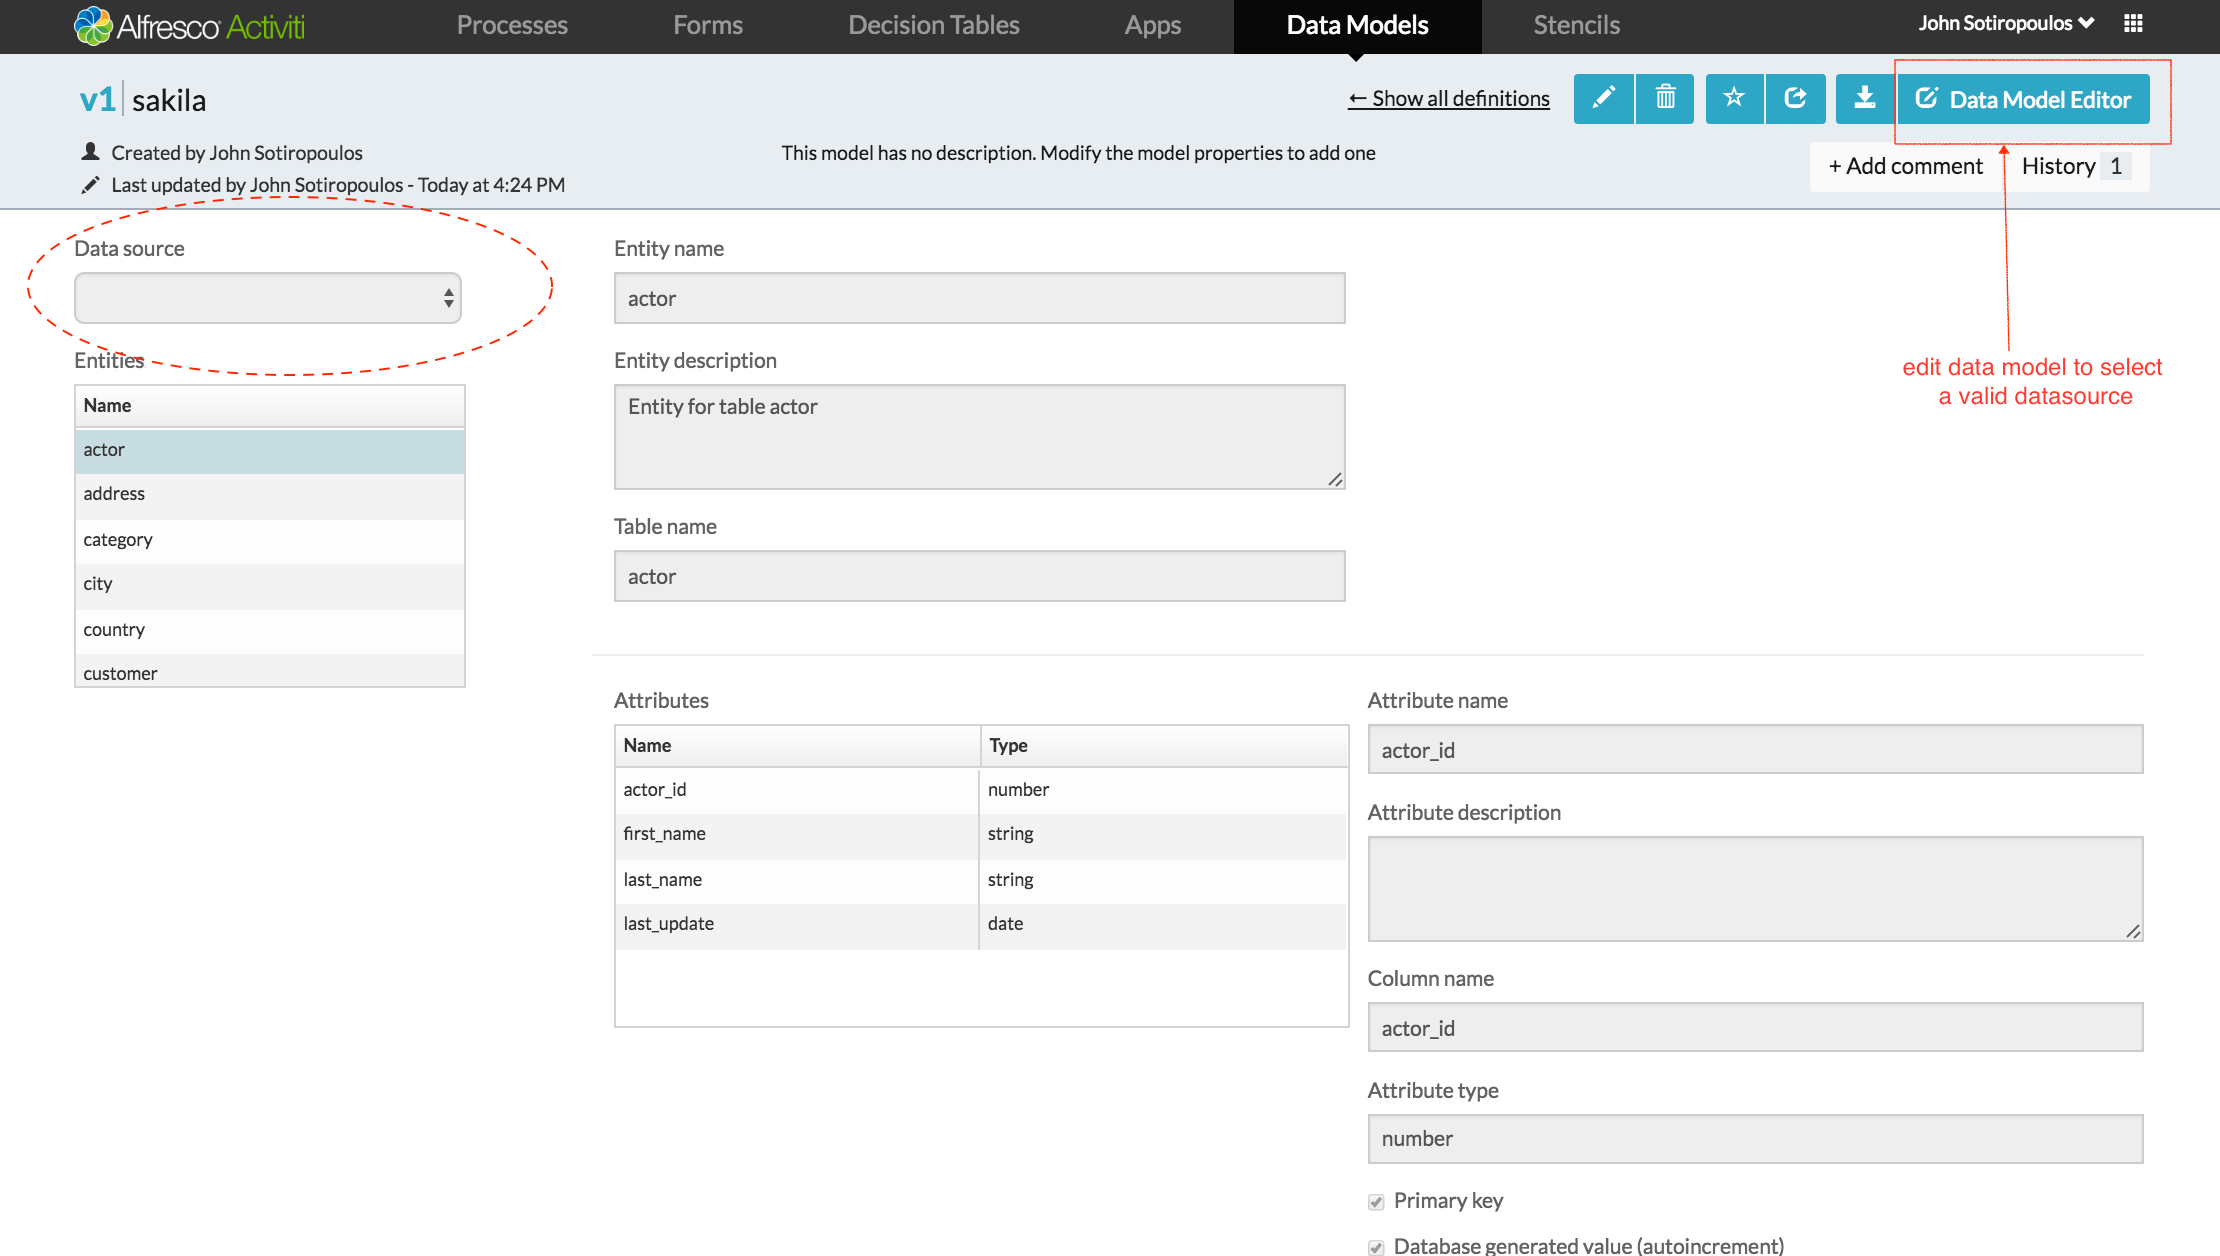 Alfresco Activiti
Processes
Forms
Decision Tables
Apps
Data Models
Stencils
John Sotiropoulos
v1 sakila
← Show all definitions
Data Model Editor
Created by John Sotiropoulos
This model has no description. Modify the model properties to add one
+ Add comment
History 1
Last updated by John Sotiropoulos - Today at 4:24 PM
edit data model to select
a valid datasource
Data source
Entities
Name
actor
address
category
city
country
customer
Entity name
actor
Entity description
Entity for table actor
Table name
actor
Attributes
Name Type
actor_id number
first_name string
last_name string
last_update date
Attribute name
actor_id
Attribute description
Column name
actor_id
Attribute type
number
Primary key
Database generated value (autoincrement)